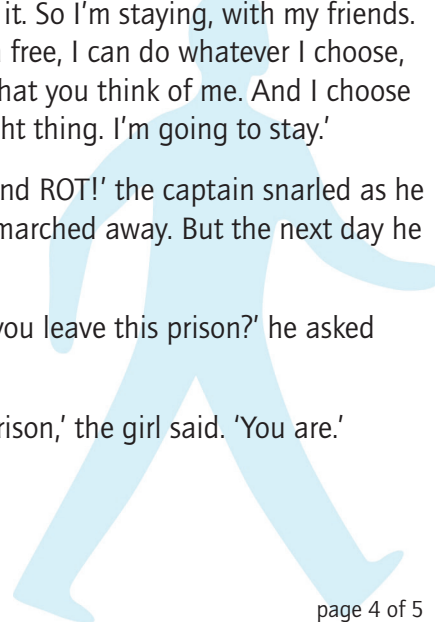 it. So I'm staying, with my friends.
free, I can do whatever I choose,
hat you think of me. And I choose
ght thing. I'm going to stay.'
nd ROT!' the captain snarled as he
marched away. But the next day he
you leave this prison?' he asked
rison,' the girl said. 'You are.'
page 4 of 5